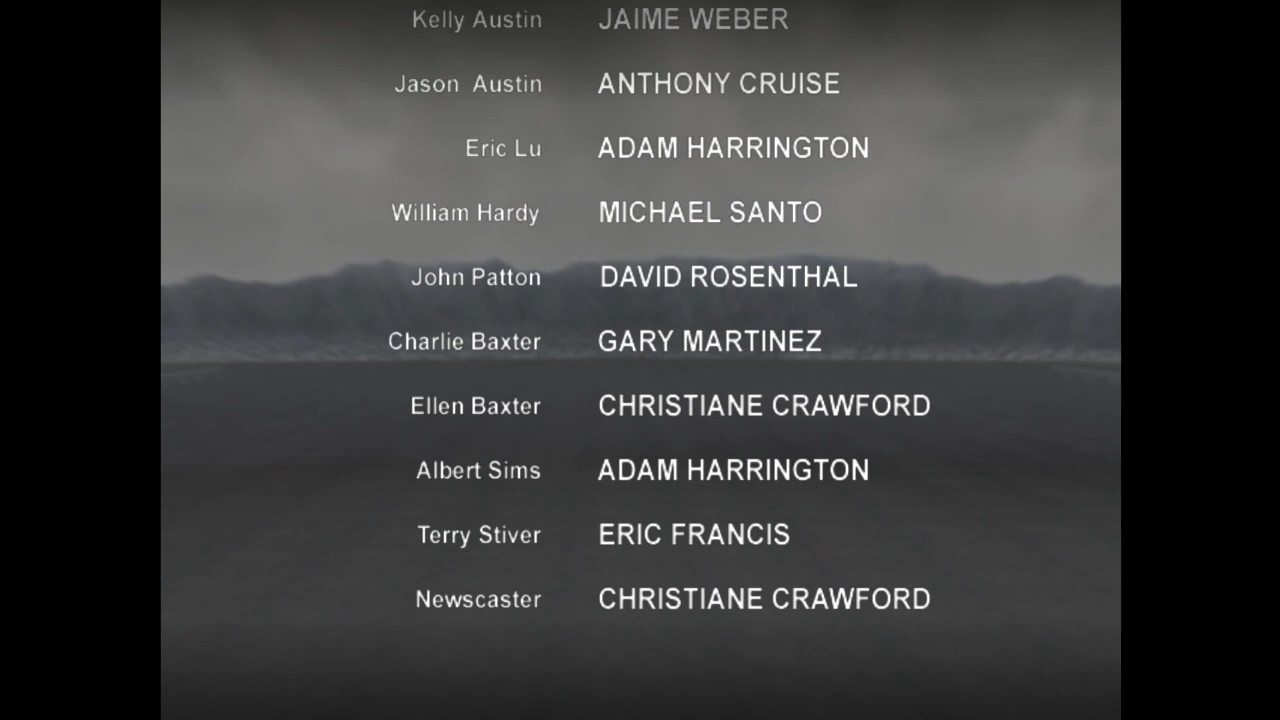 Kelly Austin JAIME WEBER
Jason Austin ANTHONY CRUISE
Eric Lu ADAM HARRINGTON
William Hardy MICHAEL SANTO
John Patton DAVID ROSENTHAL
Charlie Baxter GARY MARTINEZ
Ellen Baxter CHRISTIANE CRAWFORD
Albert Sims ADAM HARRINGTON
Terry Stiver ERIC FRANCIS
Newscaster CHRISTIANE CRAWFORD